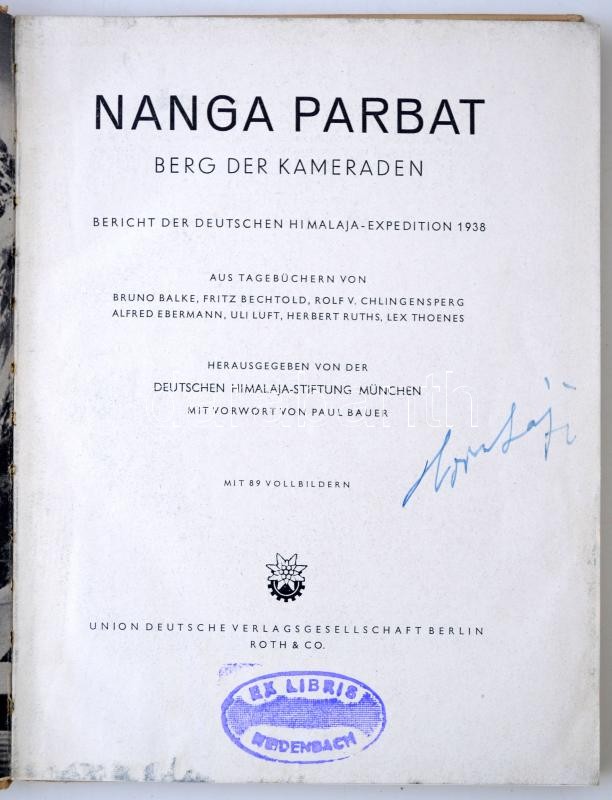 NANGA PARBAT
BERG DER KAMERADEN
BERICHT DER DEUTSCHEN HIMALAJA-EXPEDITION 1938
AUS TAGEBÜCHERN VON
BRUNO BALKE, FRITZ BECHTOLD, ROLF V. CHLINGENSPERG
ALFRED EBERMANN, ULI LUFT, HERBERT RUTHS, LEX THOENES
HERAUSGEGEBEN VON DER
DEUTSCHEN HIMALAJA-STIFTUNG MÜNCHEN
MIT VORWORT VON PAUL BAUER
MIT 89 VOLLBILDERN
UNION DEUTSCHE VERLAGSGESELLSCHAFT BERLIN
ROTH & CO.
EX LIBRIS
WEIDENBACH